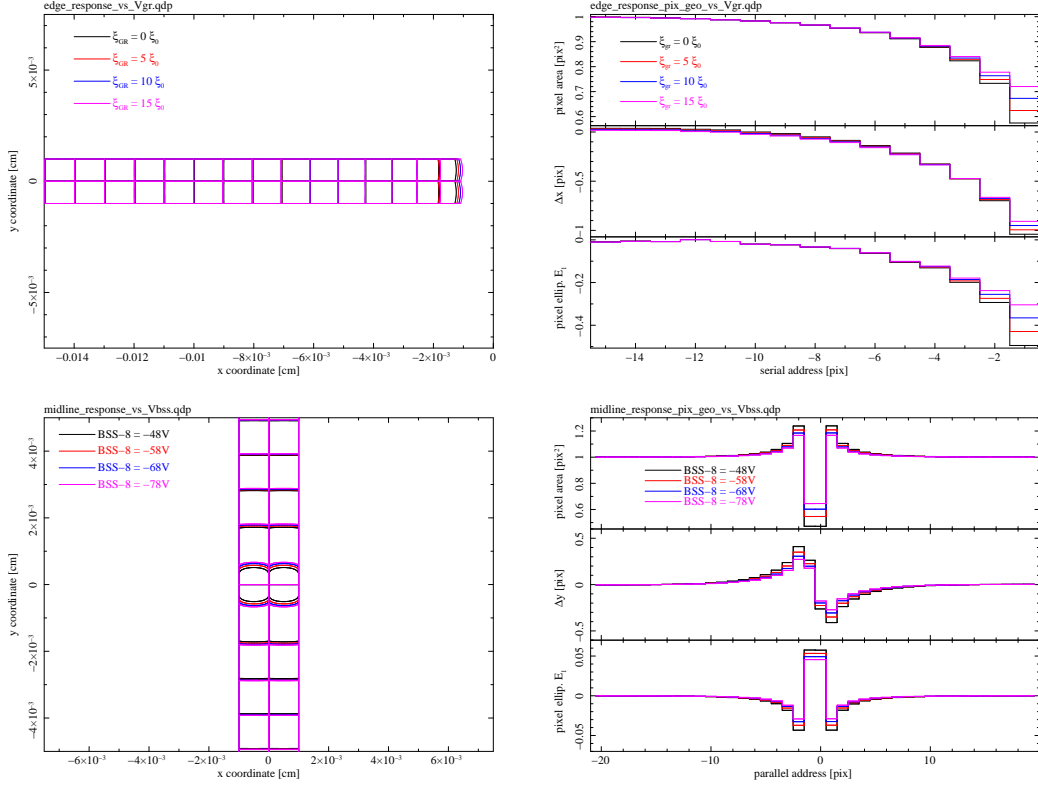 edge_response_vs_Vgr.qdp
ξGR = 0 ξ0
ξGR = 5 ξ0
ξGR = 10 ξ0
ξGR = 15 ξ0
y coordinate [cm]
5×10⁻³
0
−5×10⁻³
−0.014 −0.012 −0.01 −8×10⁻³ −6×10⁻³ −4×10⁻³ −2×10⁻³ 0
x coordinate [cm]
edge_response_pix_geo_vs_Vgr.qdp
ξgr = 0 ξ0
ξgr = 5 ξ0
ξgr = 10 ξ0
ξgr = 15 ξ0
pixel area [pix²]
1
0.9
0.8
0.7
0.6
Δx [pix]
0
−0.5
−1
pixel ellip. E1
−0.2
−0.4
−14 −12 −10 −8 −6 −4 −2
serial address [pix]
midline_response_vs_Vbss.qdp
BSS−8 = −48V
BSS−8 = −58V
BSS−8 = −68V
BSS−8 = −78V
y coordinate [cm]
4×10⁻³
2×10⁻³
0
−2×10⁻³
−4×10⁻³
−6×10⁻³ −4×10⁻³ −2×10⁻³ 0 2×10⁻³ 4×10⁻³ 6×10⁻³
x coordinate [cm]
midline_response_pix_geo_vs_Vbss.qdp
BSS−8 = −48V
BSS−8 = −58V
BSS−8 = −68V
BSS−8 = −78V
pixel area [pix²]
1.2
1
0.8
0.6
Δy [pix]
0.5
0
−0.5
pixel ellip. E1
0.05
0
−0.05
−20 −10 0 10
parallel address [pix]